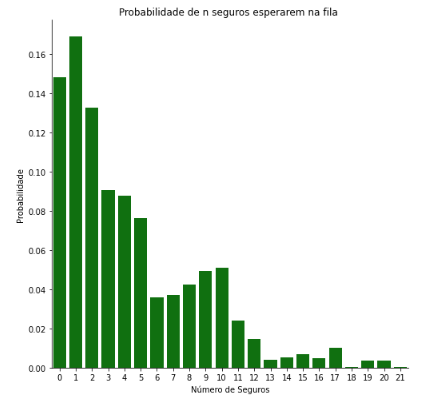 Probabilidade de n seguros esperarem na fila
0.16
0.14
0.12
0.10
0.08
0.06
0.04
0.02
0.00
Probabilidade
0 1 2 3 4 5 6 7 8 9 10 11 12 13 14 15 16 17 18 19 20 21
Número de Seguros